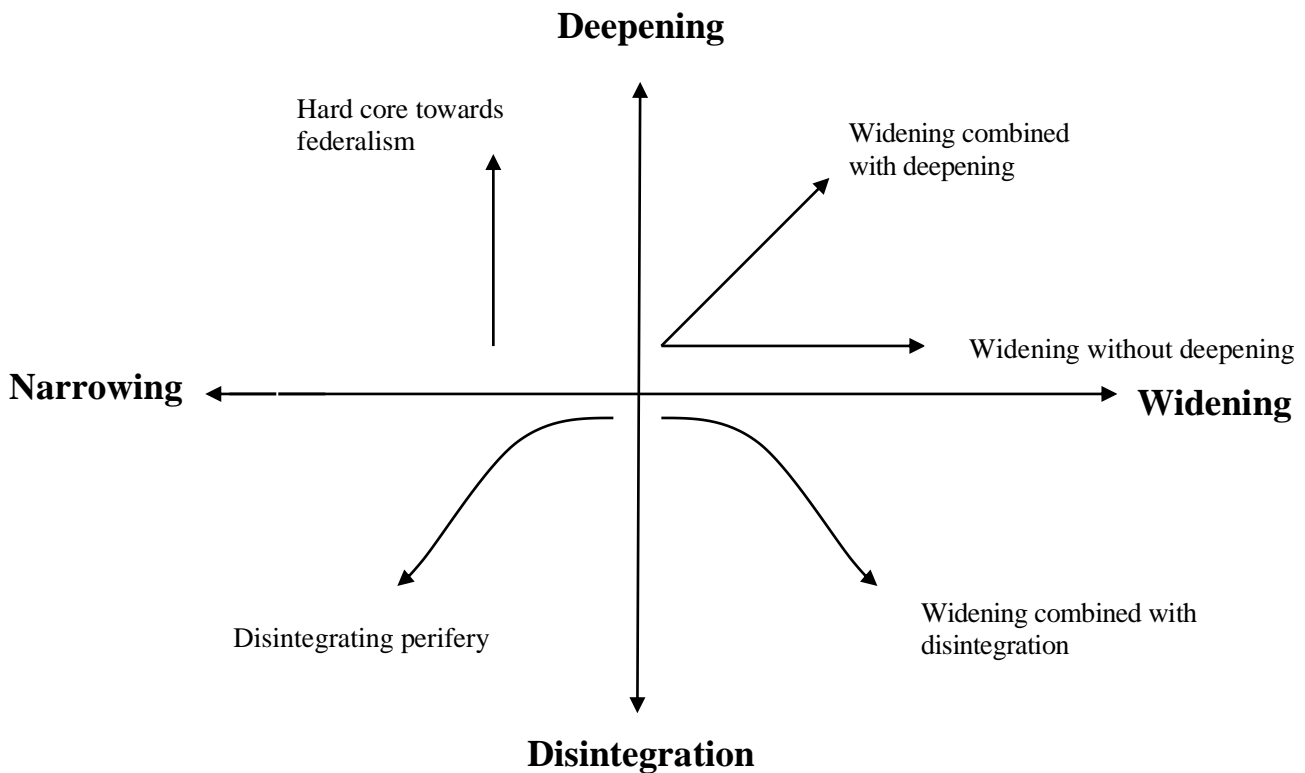 Deepening
Hard core towards
federalism
Widening combined
with deepening
Widening without deepening
Narrowing
Widening
Disintegrating perifery
Widening combined with
disintegration
Disintegration